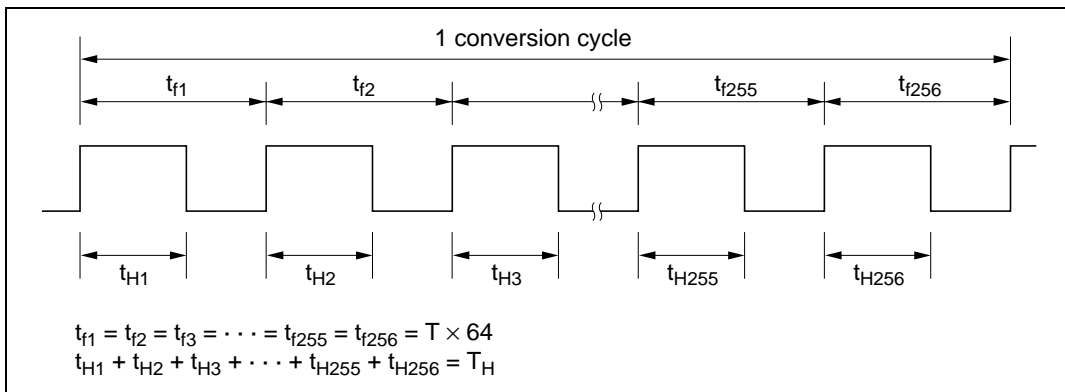 1 conversion cycle
tf1 tf2 tf255 tf256
tH1 tH2 tH3 tH255 tH256
tf1 = tf2 = tf3 = · · · = tf255 = tf256 = T × 64
tH1 + tH2 + tH3 + · · · + tH255 + tH256 = TH